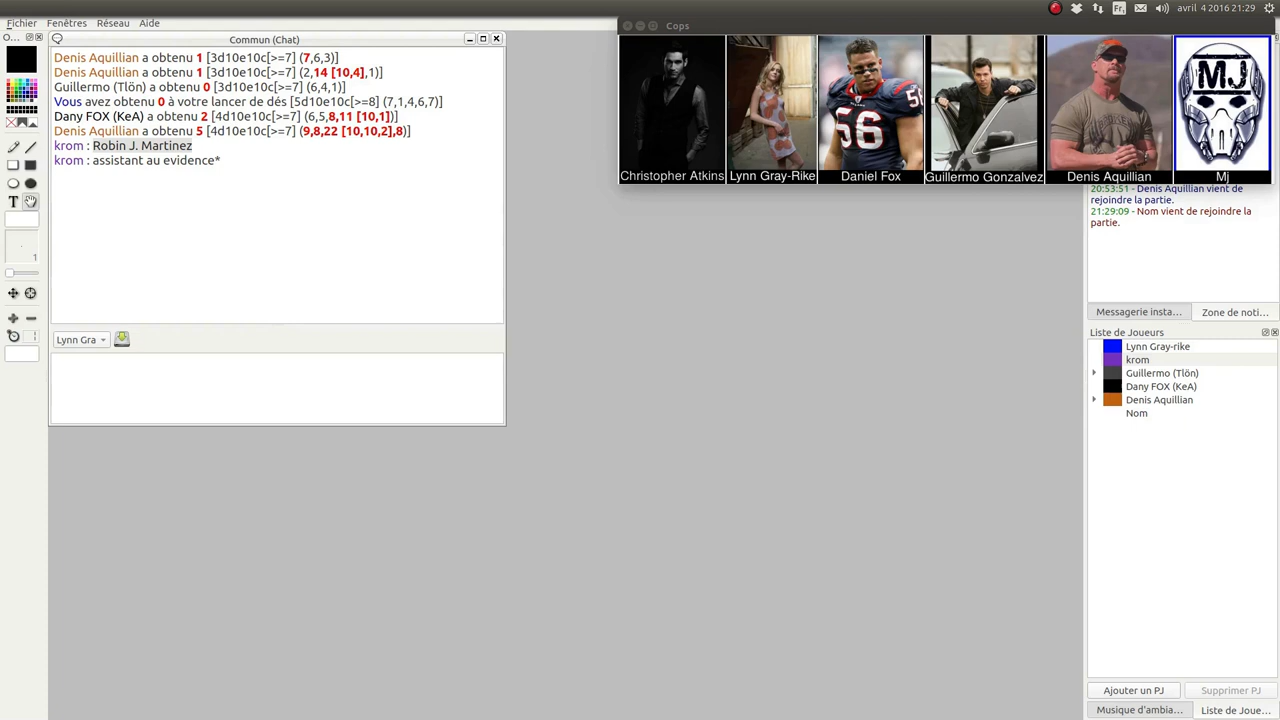 Fr,
avril 4 2016 21:29
Fichier Fenêtres Réseau Aide
Cops
O...
Commun (Chat)
Denis Aquillian a obtenu 1 [3d10e10c[>=7] (7,6,3)]
Denis Aquillian a obtenu 1 [3d10e10c[>=7] (2,14 [10,4],1)]
Guillermo (Tlön) a obtenu 0 [3d10e10c[>=7] (6,4,1)]
Vous avez obtenu 0 à votre lancer de dés [5d10e10c[>=8] (7,1,4,6,7)]
Dany FOX (KeA) a obtenu 2 [4d10e10c[>=7] (6,5,8,11 [10,1])]
Denis Aquillian a obtenu 5 [4d10e10c[>=7] (9,8,22 [10,10,2],8)]
krom : Robin J. Martinez
krom : assistant au evidence*
T
1
1
Lynn Gra
56
56
MJ
Christopher Atkins
Lynn Gray-Rike
Daniel Fox
Guillermo Gonzalvez
Denis Aquillian
Mj
20:53:51 - Denis Aquillian vient de
rejoindre la partie.
21:29:09 - Nom vient de rejoindre la
partie.
Messagerie insta...
Zone de noti...
Liste de Joueurs
Lynn Gray-rike
krom
Guillermo (Tlön)
Dany FOX (KeA)
Denis Aquillian
Nom
Ajouter un PJ
Supprimer PJ
Musique d'ambia...
Liste de Joue...